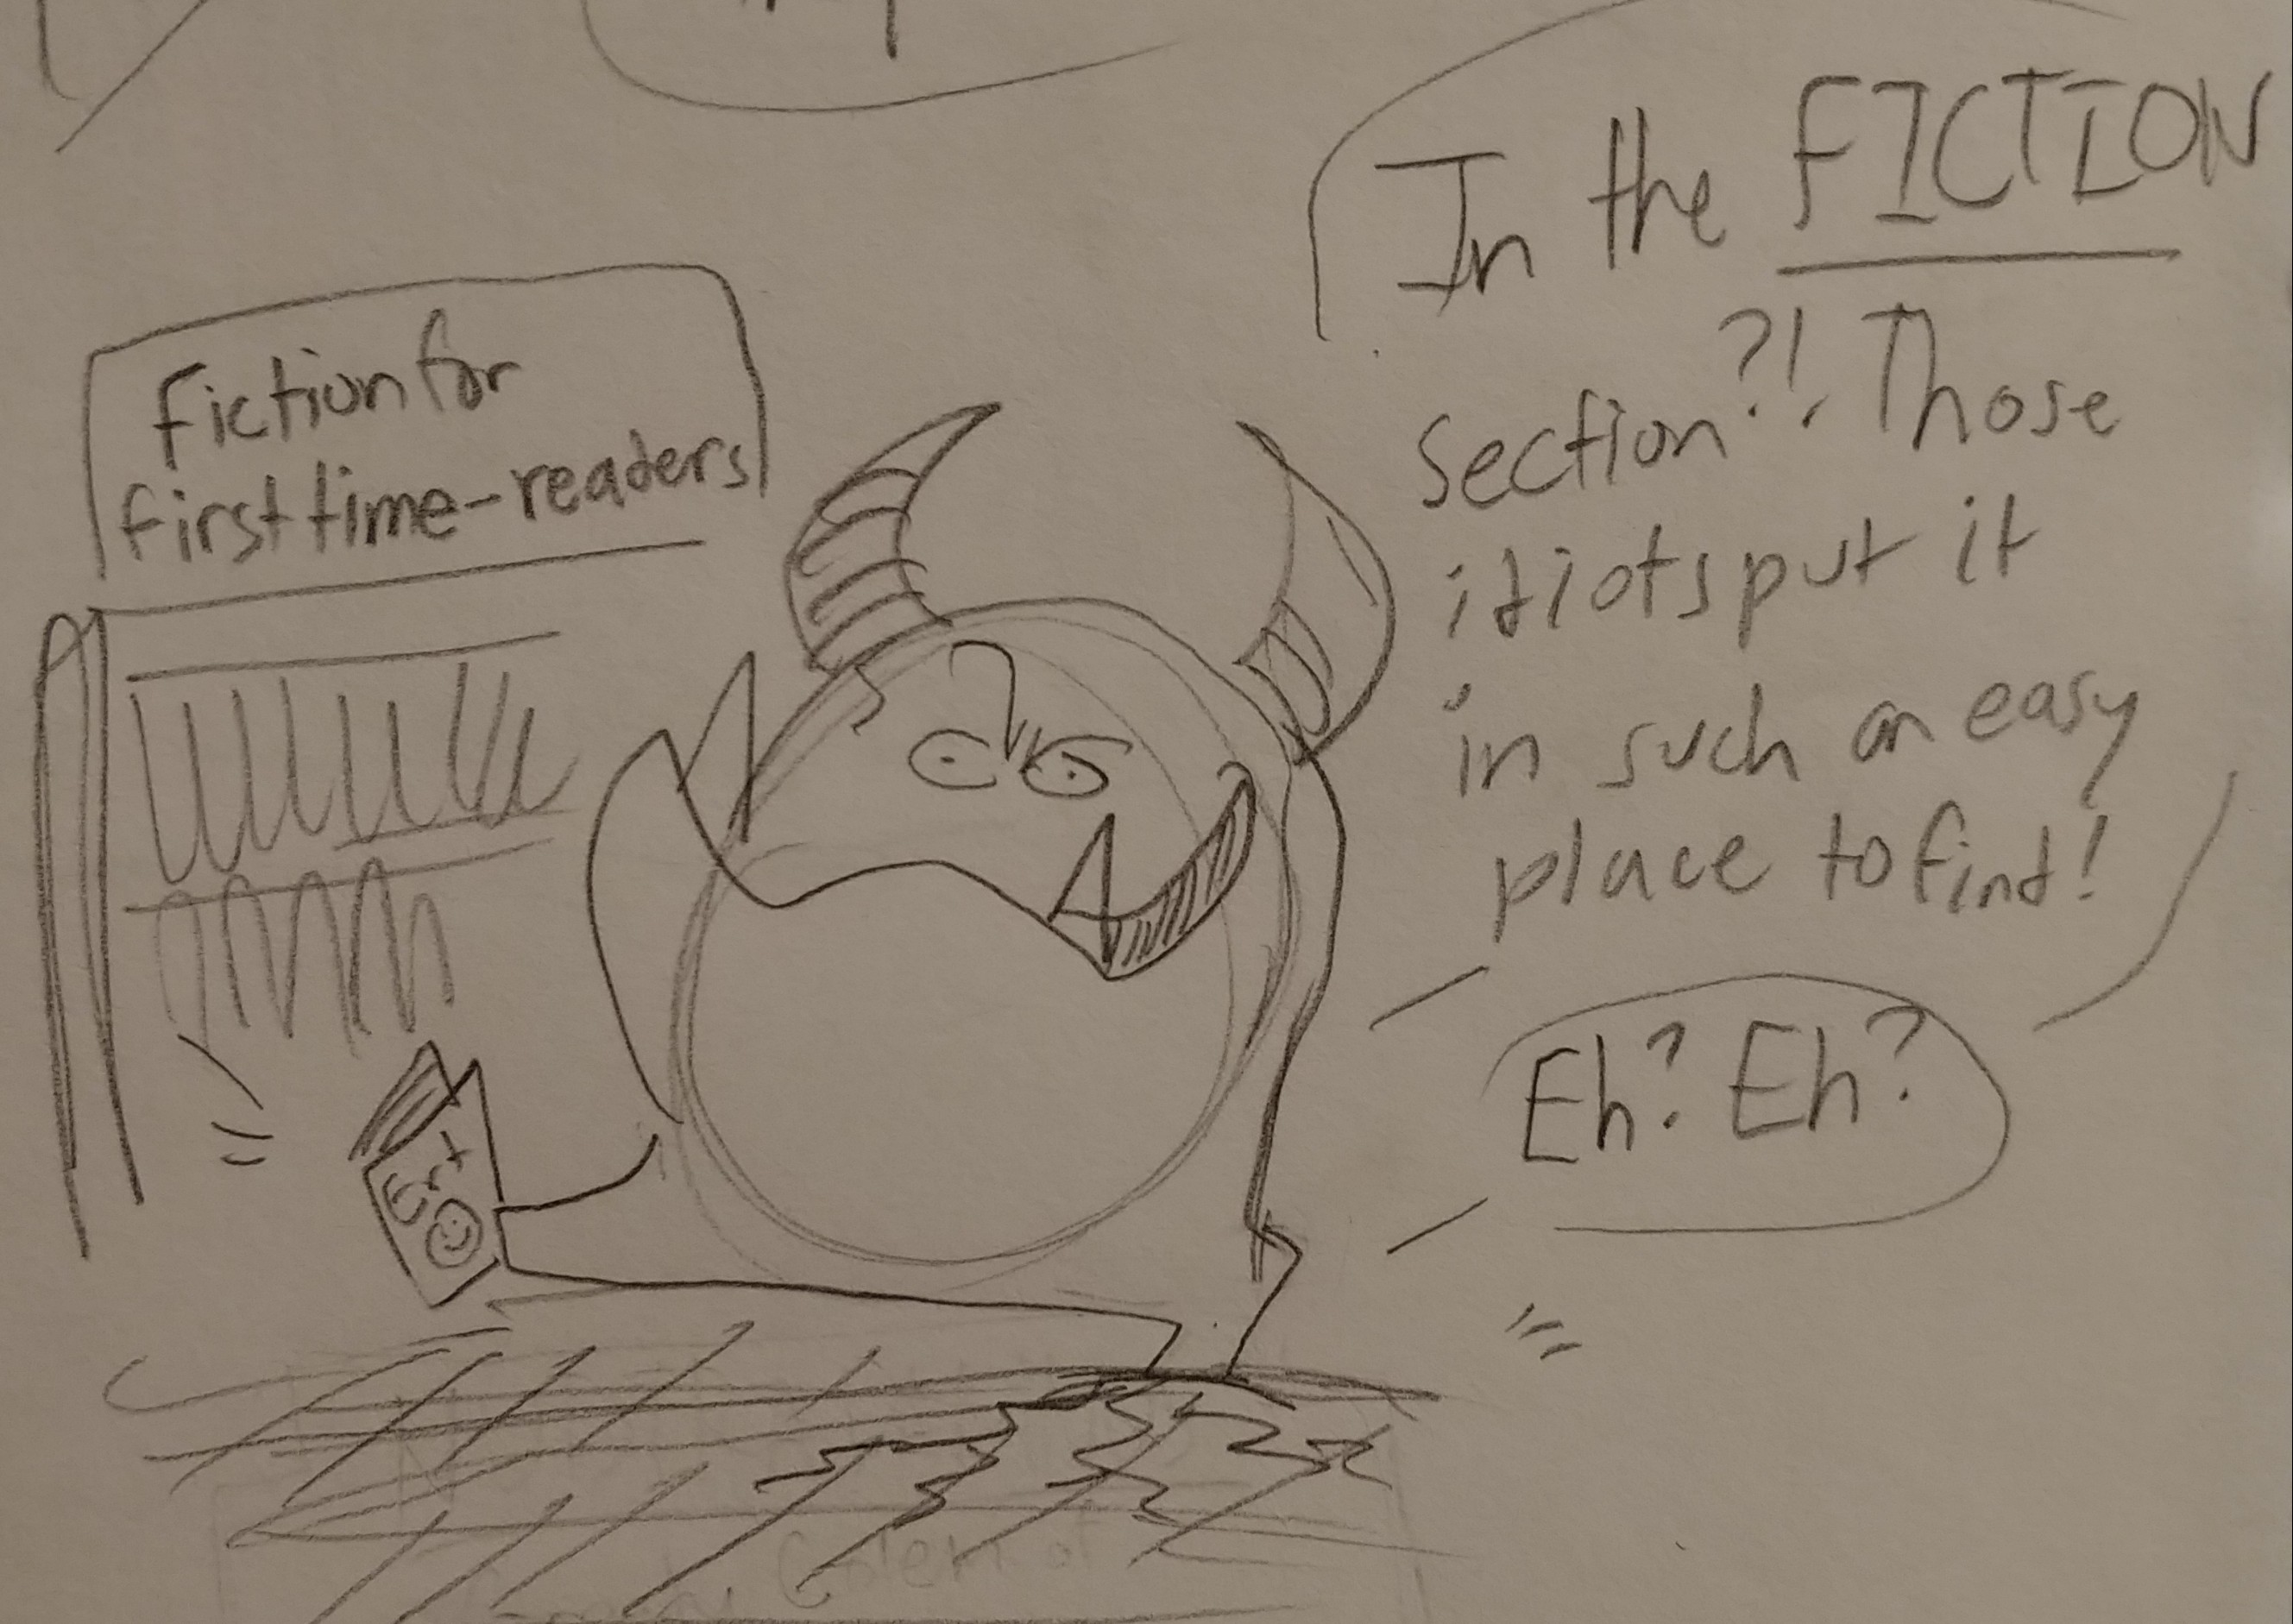 In the FICTION
section?! Those
idiots put it
in such an easy
place to find!
Fiction for
first time-readers
Eh? Eh?